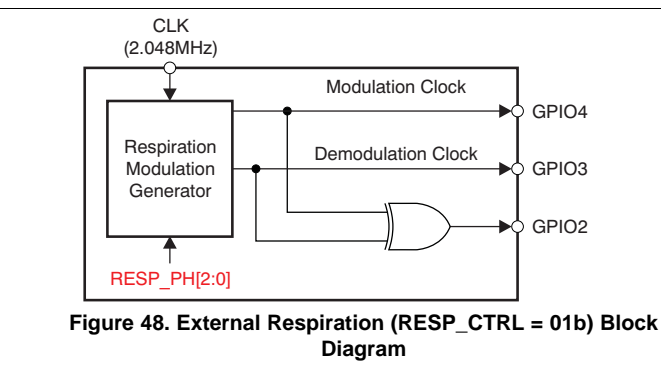 CLK
(2.048MHz)
Modulation Clock
GPIO4
Respiration
Modulation
Generator
Demodulation Clock
GPIO3
GPIO2
RESP_PH[2:0]
Figure 48. External Respiration (RESP_CTRL = 01b) Block
Diagram